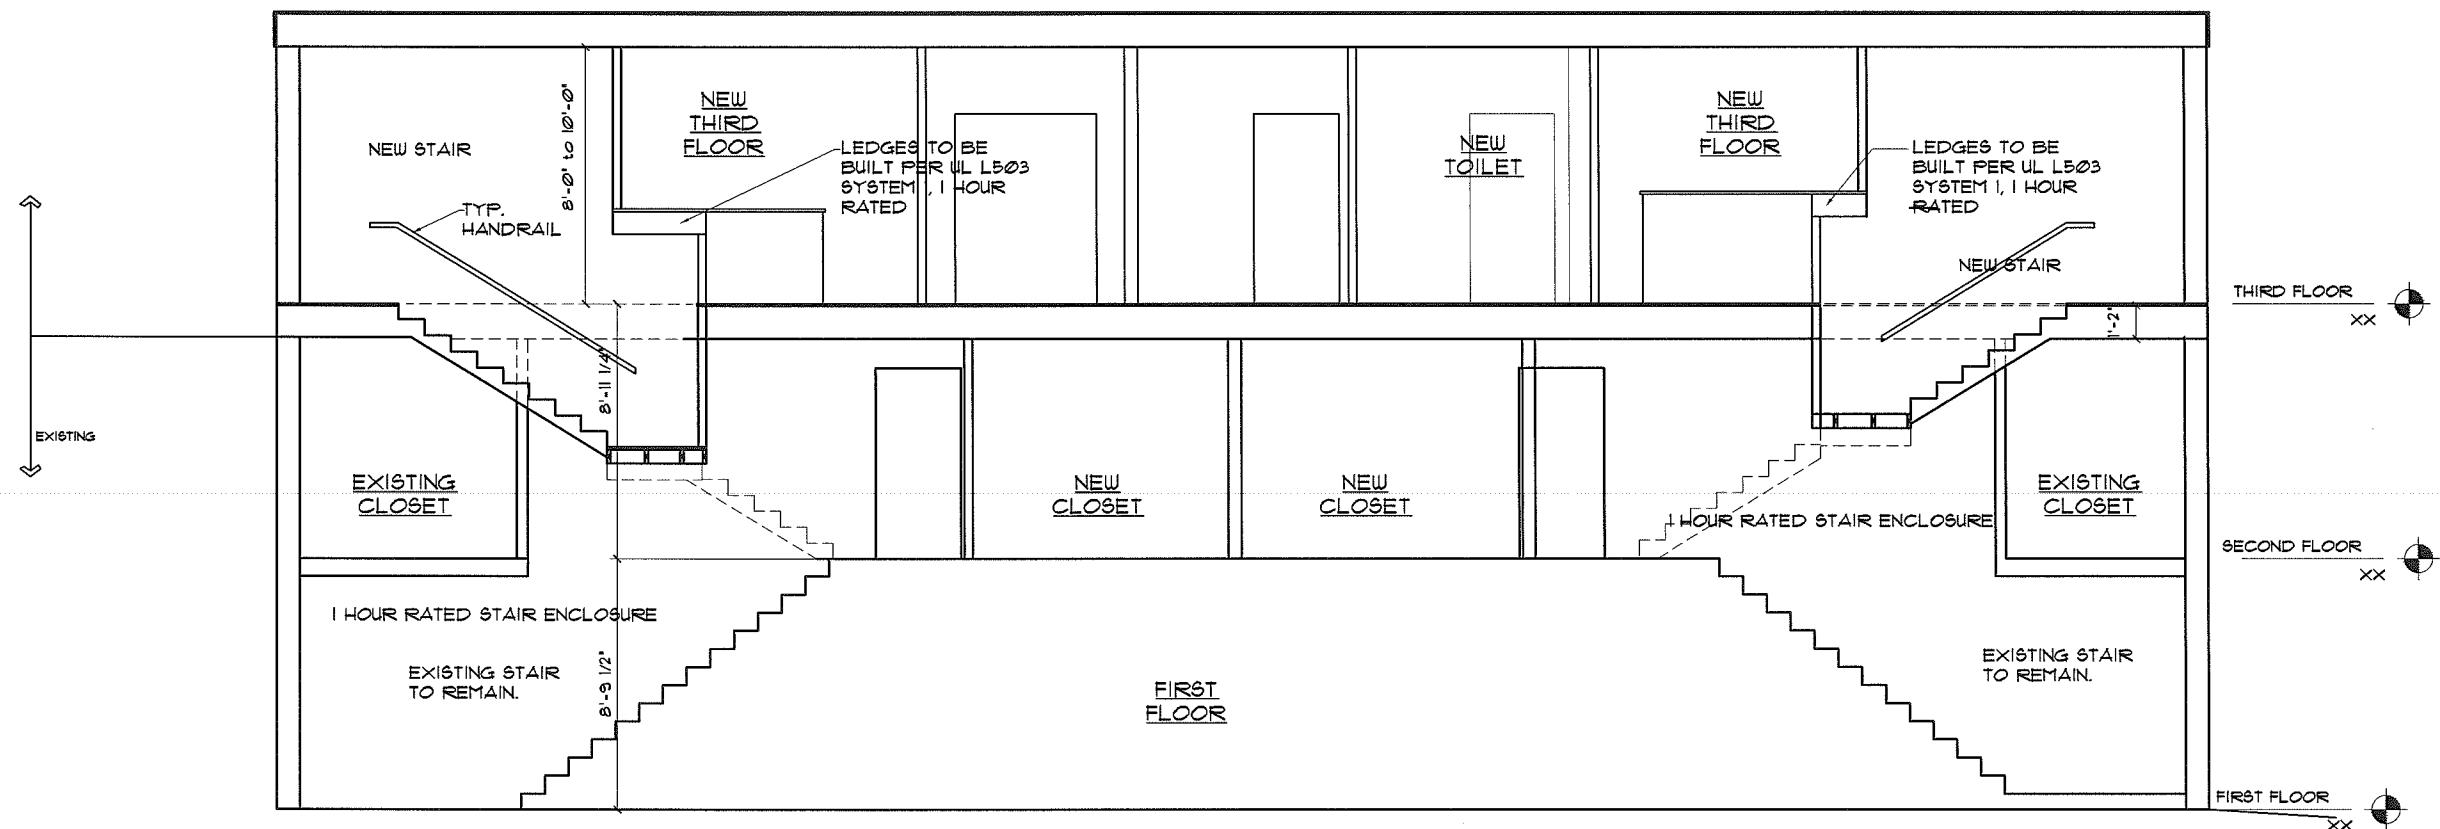 NEW STAIR
8'-0" to 10'-0"
NEW
THIRD
FLOOR
LEDGES TO BE
BUILT PER UL L503
SYSTEM 1, 1 HOUR
RATED
NEW
TOILET
NEW
THIRD
FLOOR
LEDGES TO BE
BUILT PER UL L503
SYSTEM 1, 1 HOUR
RATED
TYP.
HANDRAIL
NEW STAIR
THIRD FLOOR
XX
1'-2"
8'-11 1/4"
EXISTING
EXISTING
CLOSET
NEW
CLOSET
NEW
CLOSET
1 HOUR RATED STAIR ENCLOSURE
EXISTING
CLOSET
SECOND FLOOR
XX
1 HOUR RATED STAIR ENCLOSURE
EXISTING STAIR
TO REMAIN.
8'-9 1/2"
FIRST
FLOOR
EXISTING STAIR
TO REMAIN.
FIRST FLOOR
XX